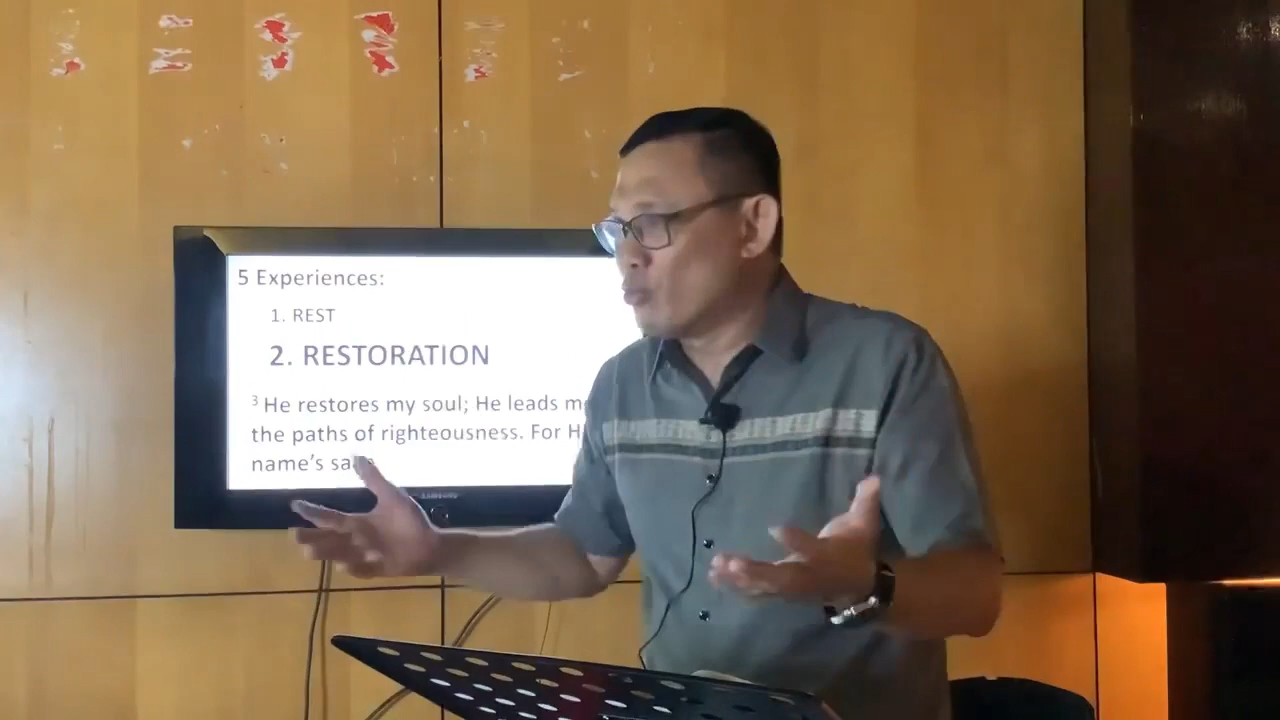 5 Experiences:
1. REST
2. RESTORATION
3 He restores my soul; He leads me
the paths of righteousness. For H
name's sa
SAMSUNG